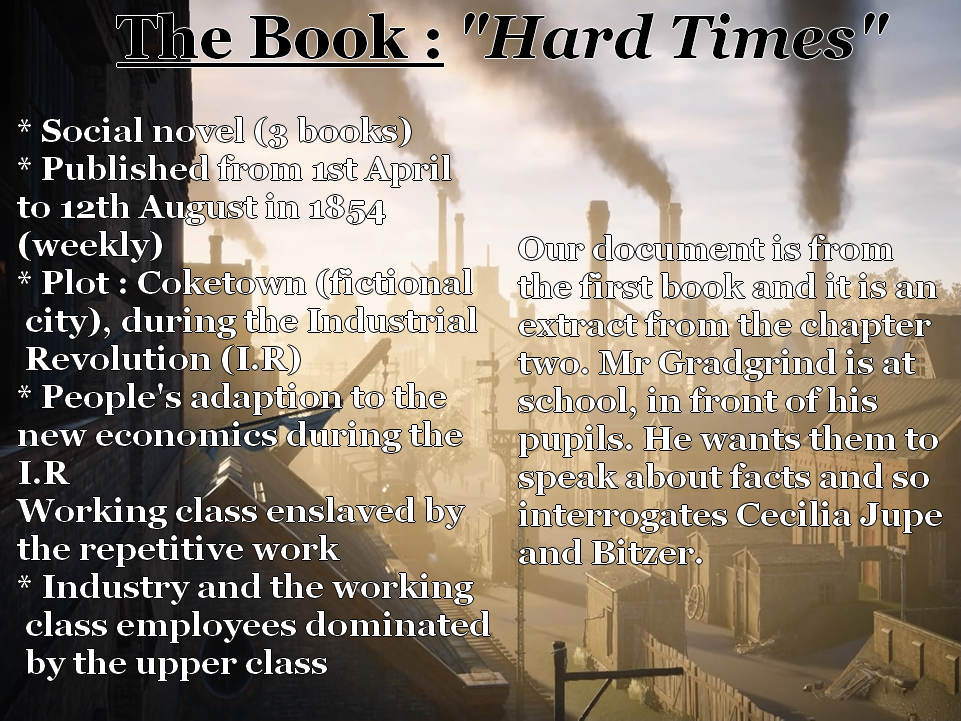 The Book : "Hard Times"
* Social novel (3 books)
* Published from 1st April
to 12th August in 1854
(weekly)
* Plot : Coketown (fictional
city), during the Industrial
Revolution (I.R)
* People's adaption to the
new economics during the
I.R
Working class enslaved by
the repetitive work
* Industry and the working
class employees dominated
by the upper class
Our document is from
the first book and it is an
extract from the chapter
two. Mr Gradgrind is at
school, in front of his
pupils. He wants them to
speak about facts and so
interrogates Cecilia Jupe
and Bitzer.